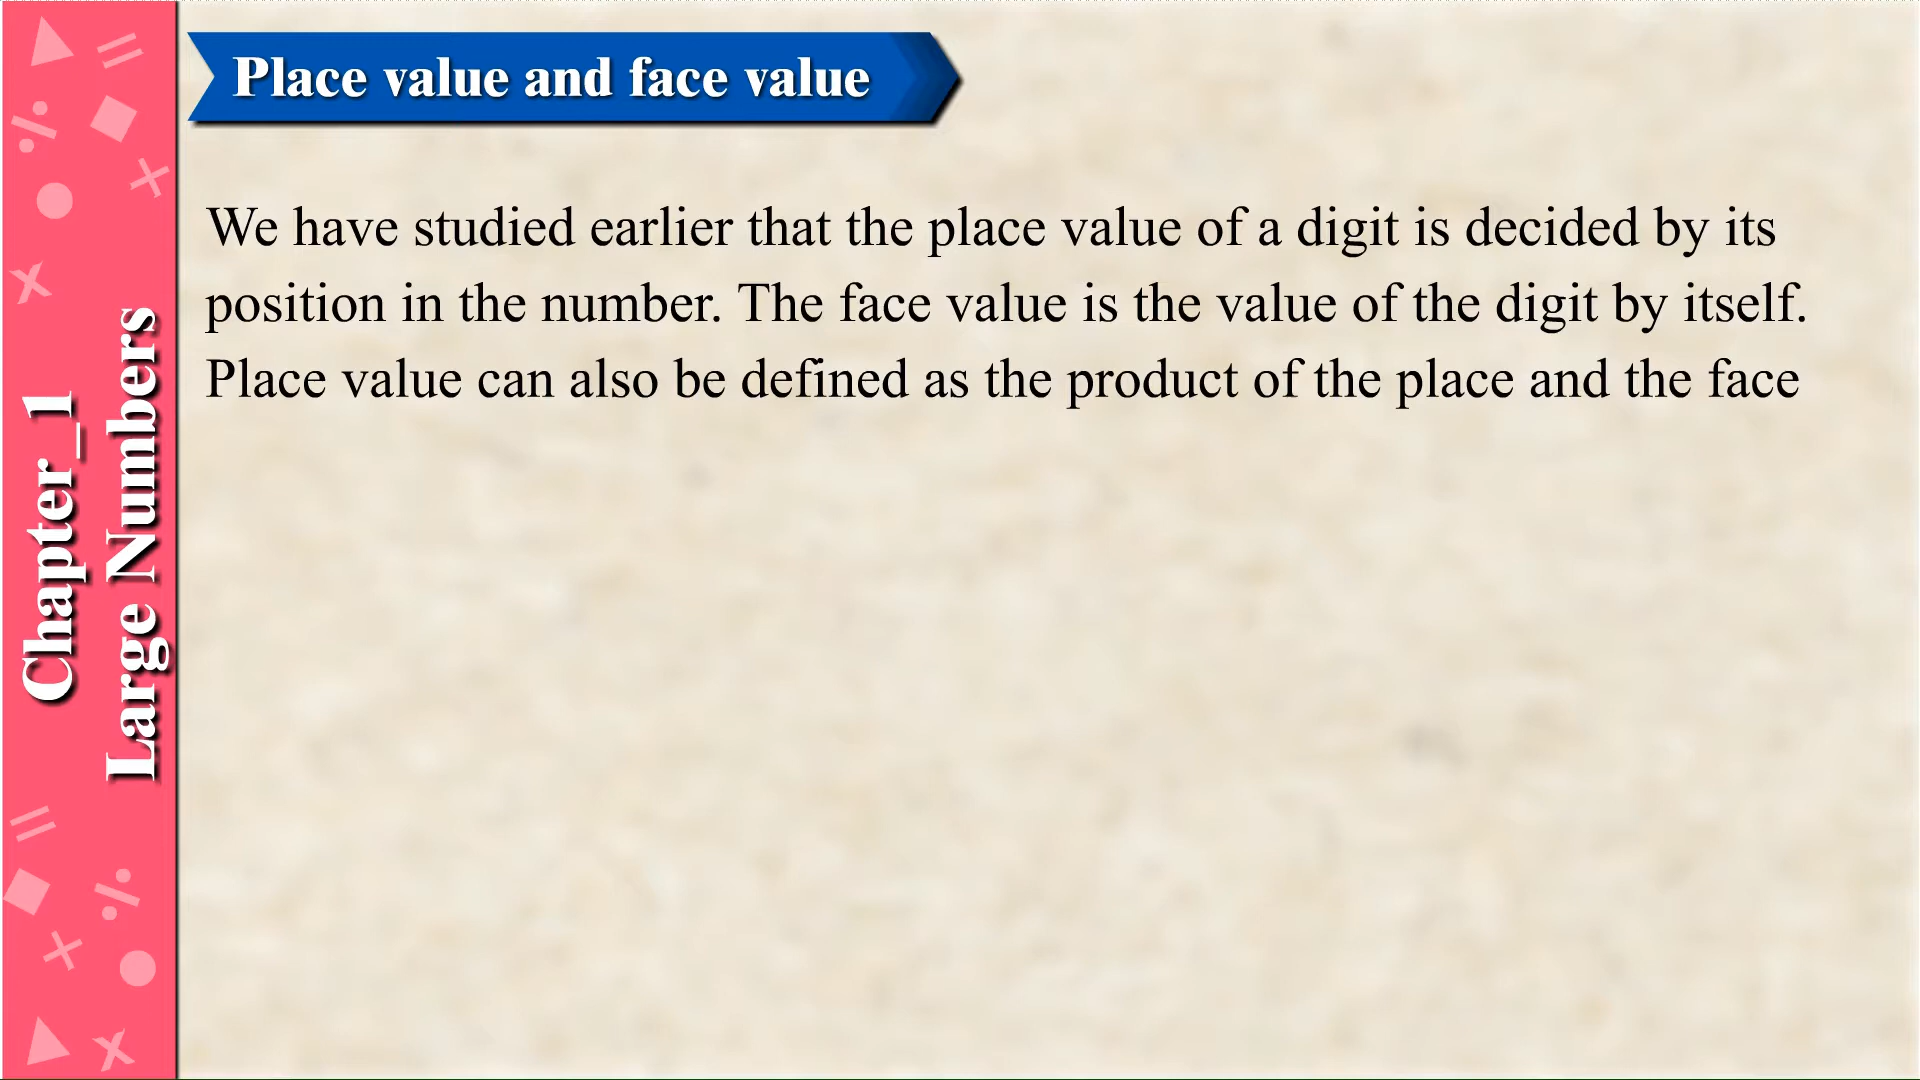 Chapter_1
Large Numbers
Place value and face value
We have studied earlier that the place value of a digit is decided by its
position in the number. The face value is the value of the digit by itself.
Place value can also be defined as the product of the place and the face